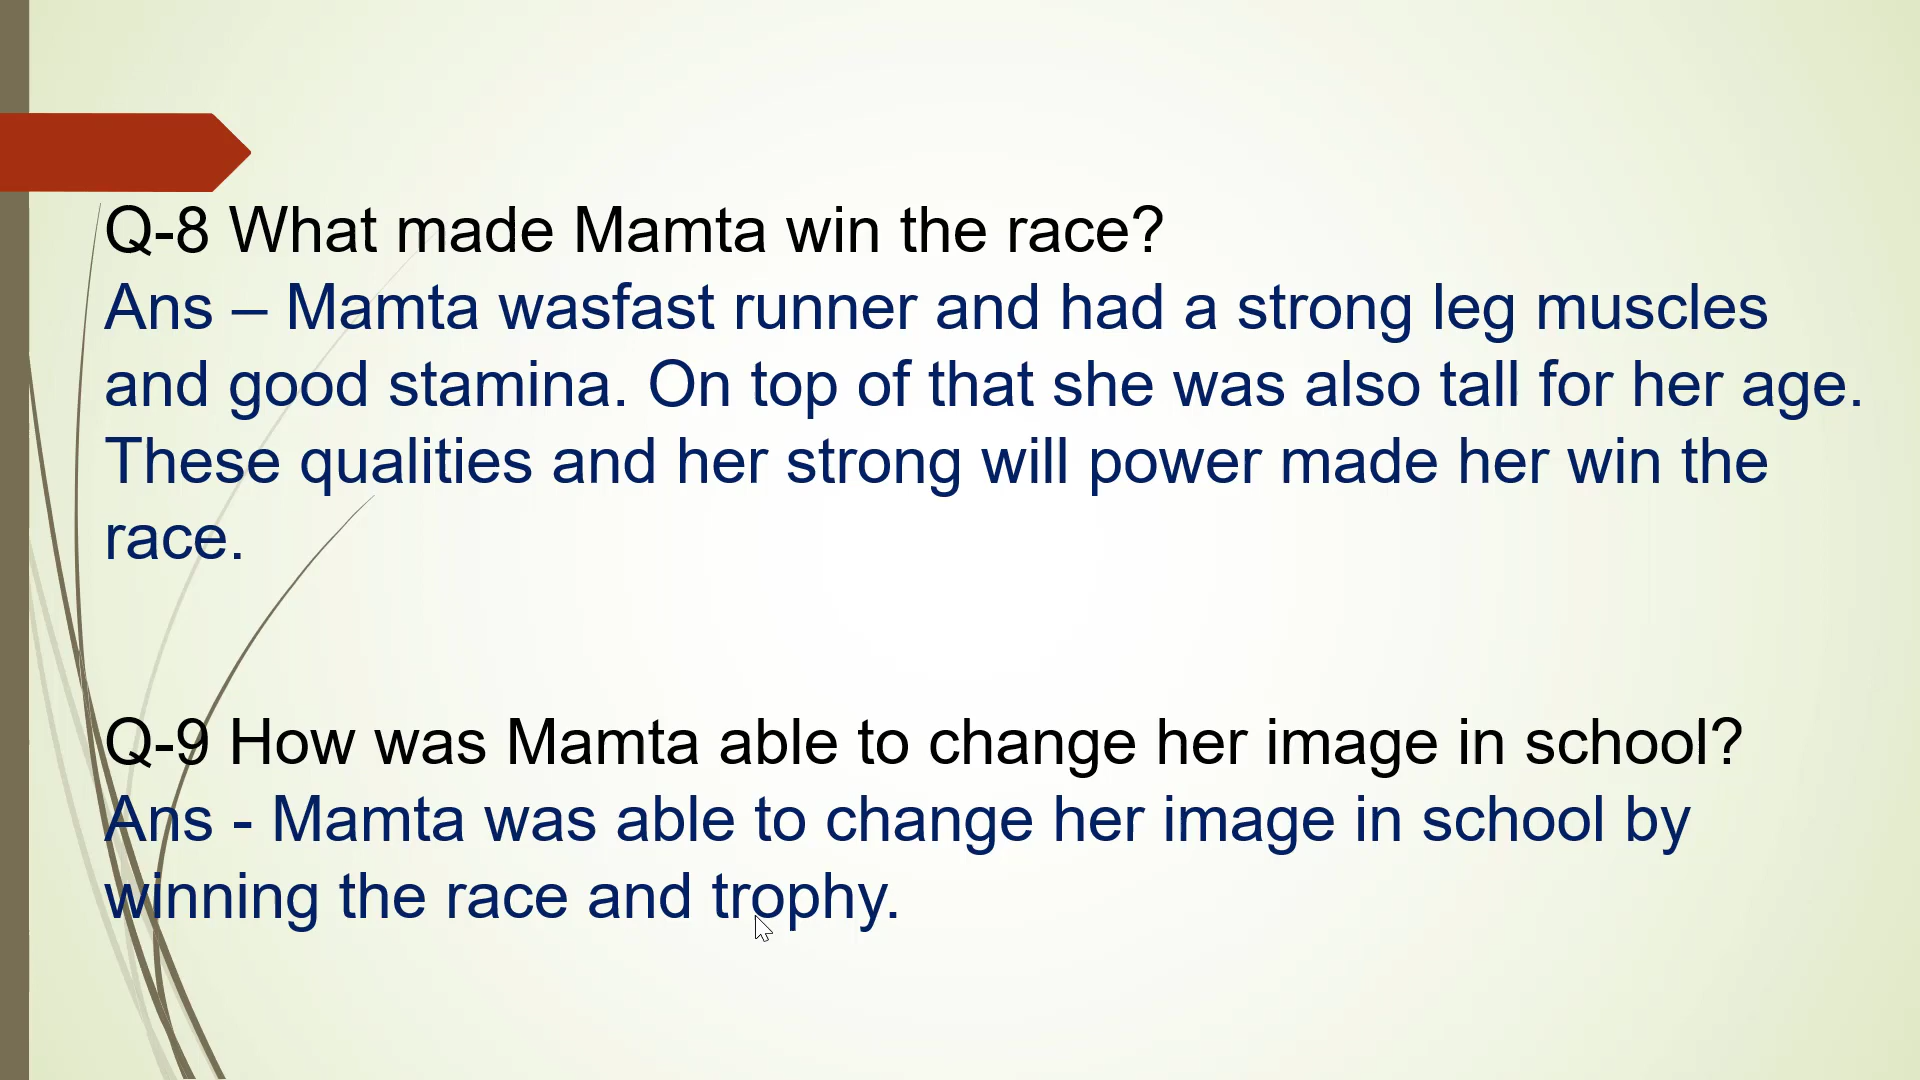 Q-8 What made Mamta win the race?
Ans – Mamta wasfast runner and had a strong leg muscles
and good stamina. On top of that she was also tall for her age.
These qualities and her strong will power made her win the
race.
Q-9 How was Mamta able to change her image in school?
Ans - Mamta was able to change her image in school by
winning the race and trophy.